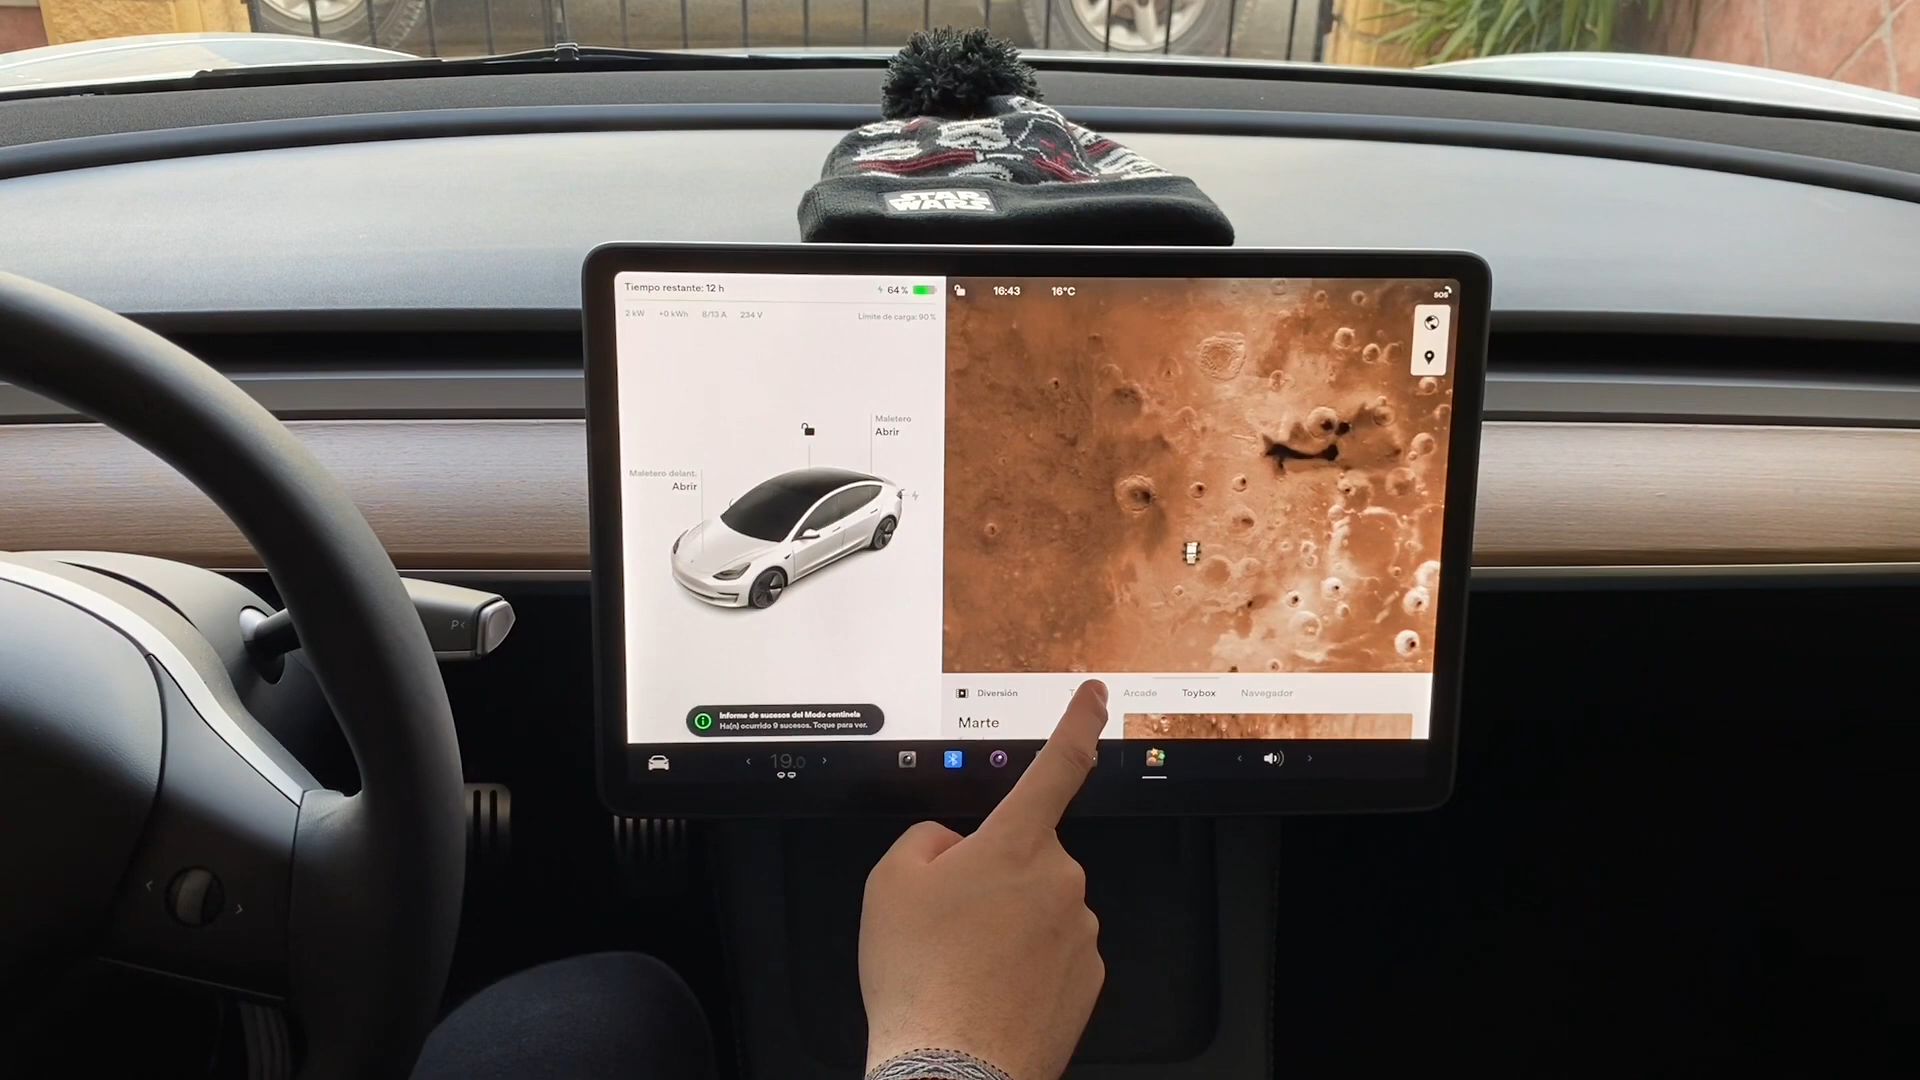 STAR
WARS
Tiempo restante: 12 h
64 %
16:43
16°C
SOS
2 kW
+0 kWh
8/13 A
234 V
Límite de carga: 90 %
Maletero
Abrir
Maletero delant.
Abrir
P
Diversión
Arcade
Toybox
Navegador
Informe de sucesos del Modo centinela
Ha(n) ocurrido 9 sucesos. Toque para ver.
Marte
19.0